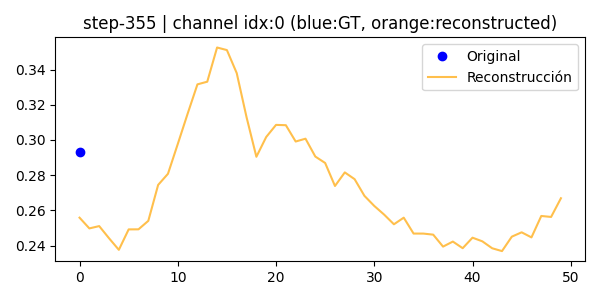 step-355 | channel idx:0 (blue:GT, orange:reconstructed)
Original
Reconstrucción
0.34
0.32
0.30
0.28
0.26
0.24
0 10 20 30 40 50